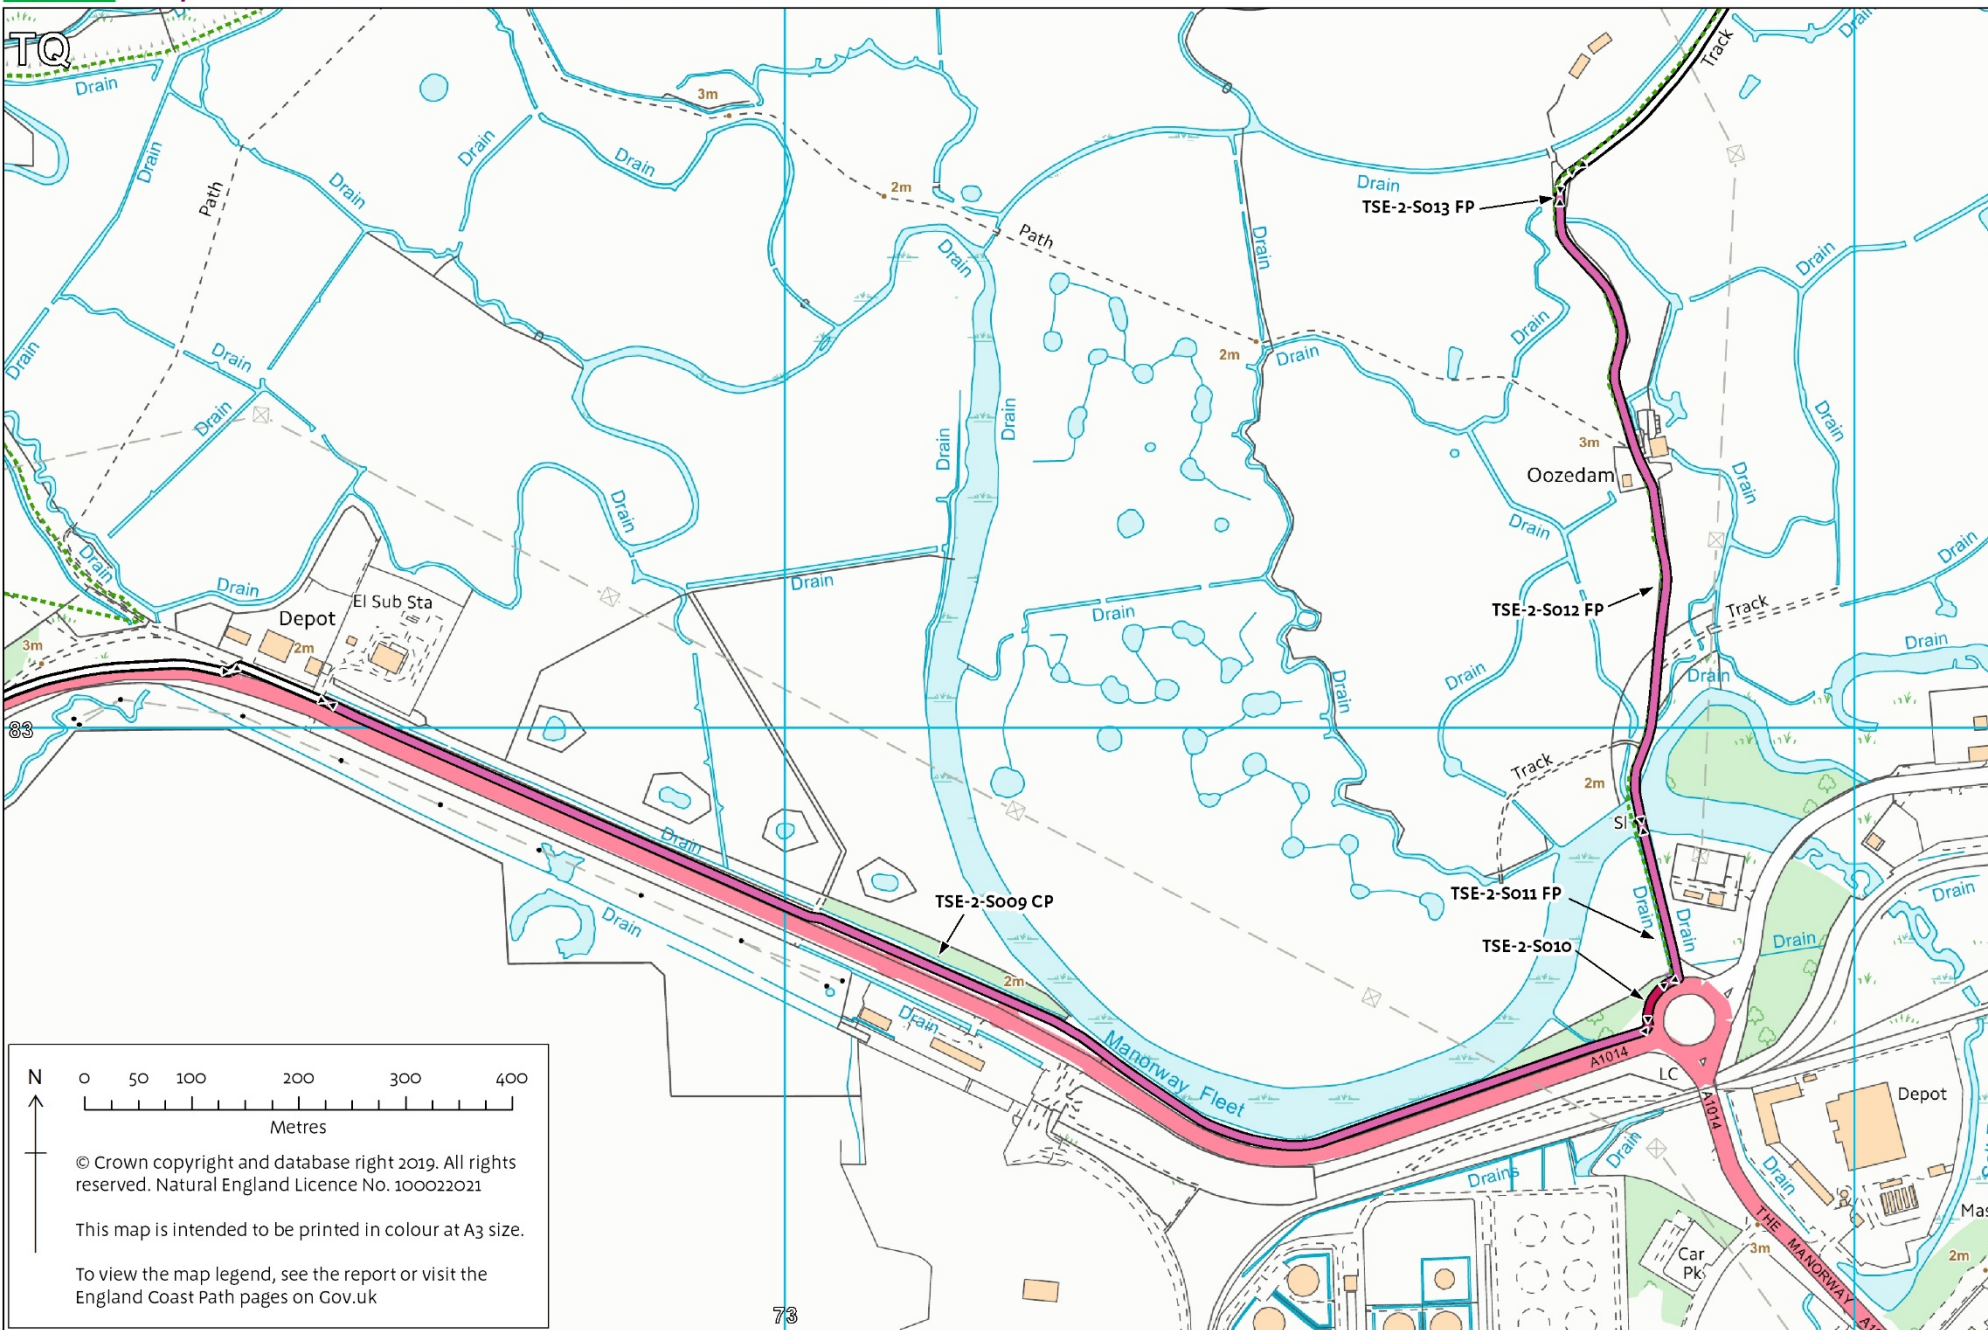 TQ
Drain
Drain
Path
Drain
Drain
Drain
3m
2m
Drain
Path
Drain
Drain
TSE-2-S013 FP
Track
Drain
Drain
Drain
Drain
Drain
Drain
Drain
Drain
2m
Drain
Drain
Drain
3m
Oozedam
Drain
Drain
Drain
Drain
Drain
Drain
Drain
Depot
El Sub Sta
2m
3m
Drain
Drain
TSE-2-S012 FP
Track
Drain
Drain
Drain
Drain
83
Track
2m
Sl
Drain
Drain
TSE-2-S009 CP
2m
Drain
TSE-2-S011 FP
TSE-2-S010
Drain
Drain
Drain
Drain
Manorway Fleet
A1014
LC
A1014
Depot
Drain
Drains
Drain
THE MANORWAY
Car
Pk
3m
2m
Mas
N
0 50 100 200 300 400
Metres
© Crown copyright and database right 2019. All rights
reserved. Natural England Licence No. 100022021
This map is intended to be printed in colour at A3 size.
To view the map legend, see the report or visit the
England Coast Path pages on Gov.uk
73